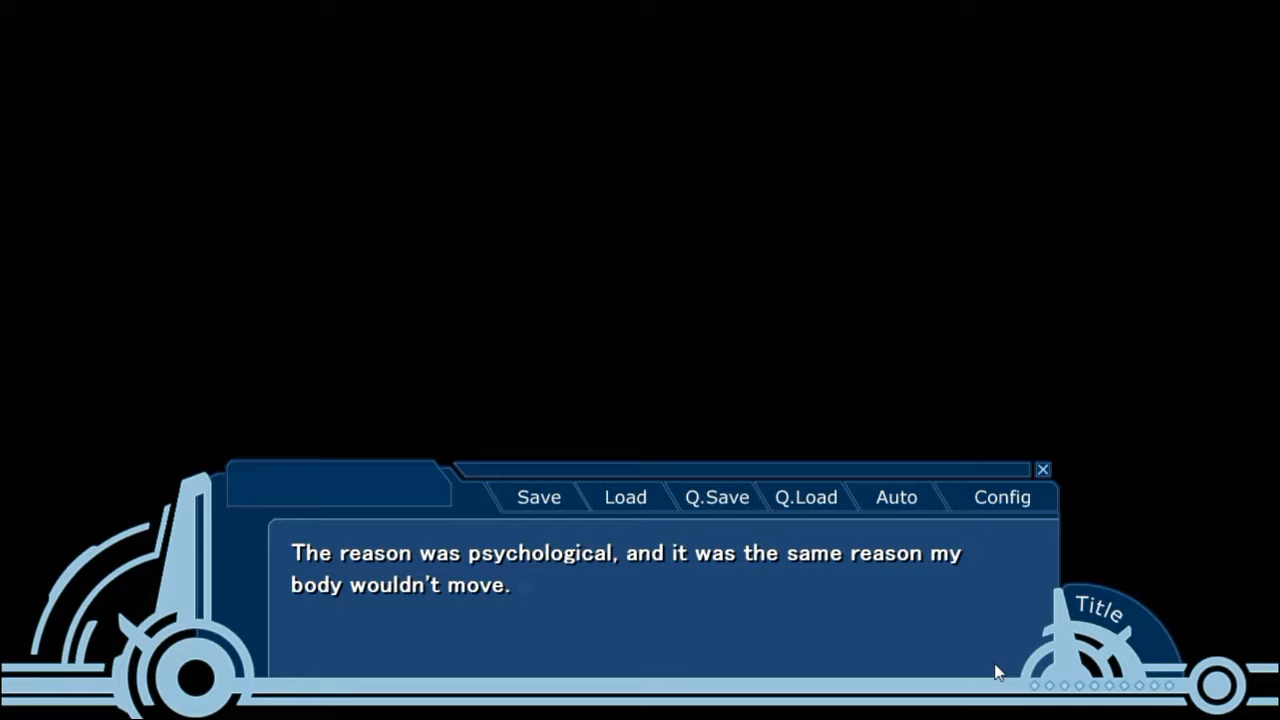 ×
Save Load Q.Save Q.Load Auto Config
The reason was psychological, and it was the same reason my
body wouldn't move.
Title